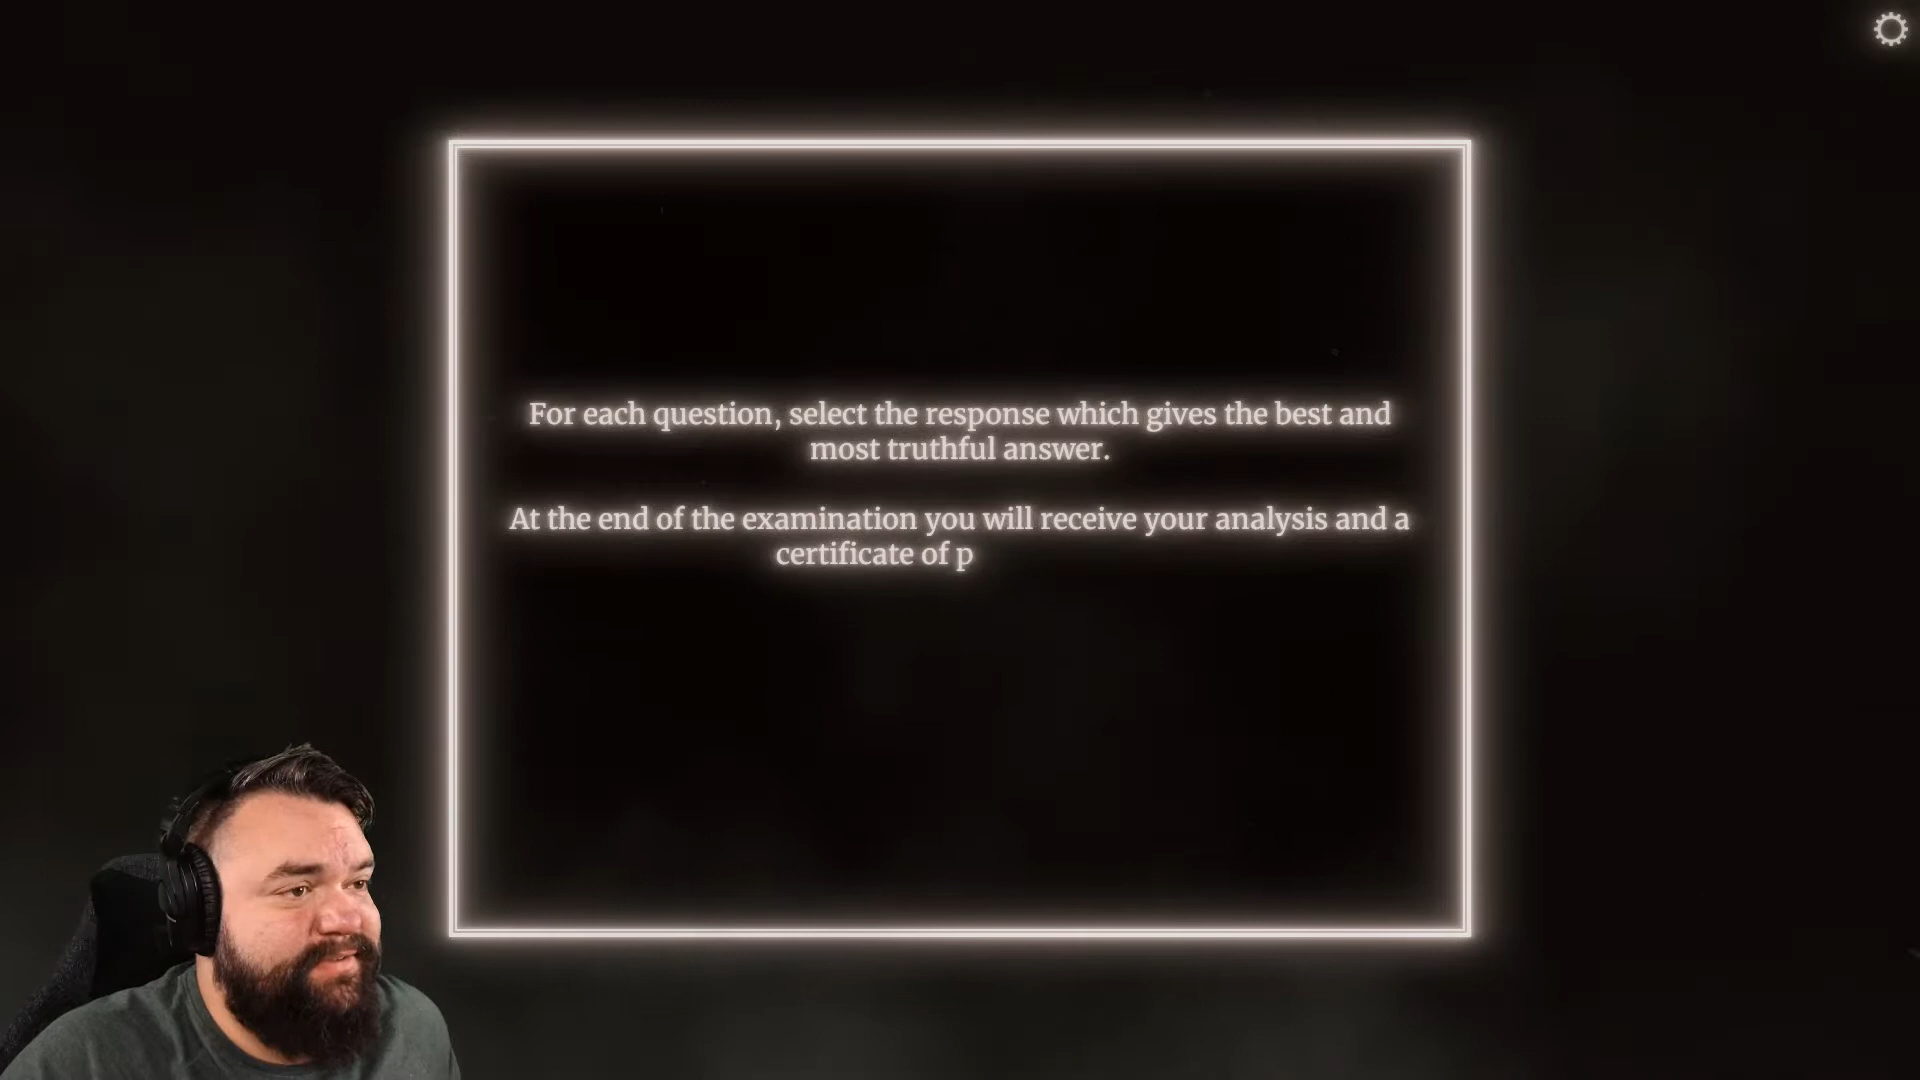 For each question, select the response which gives the best and
most truthful answer.
At the end of the examination you will receive your analysis and a
certificate of p